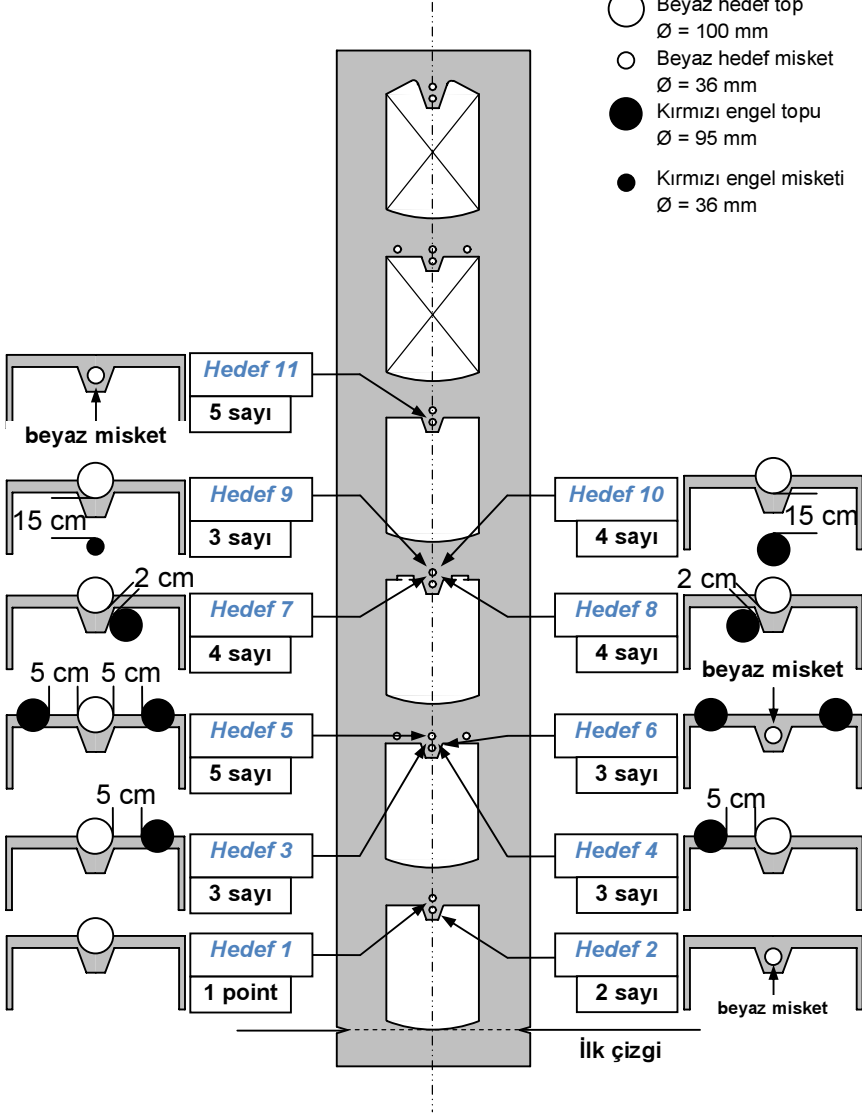 Beyaz hedef top
Ø = 100 mm
Beyaz hedef misket
Ø = 36 mm
Kırmızı engel topu
Ø = 95 mm
Kırmızı engel misketi
Ø = 36 mm
Hedef 11
5 sayı
beyaz misket
15 cm
Hedef 9
3 sayı
Hedef 10
4 sayı
15 cm
2 cm
Hedef 7
4 sayı
Hedef 8
4 sayı
2 cm
5 cm 5 cm
Hedef 5
5 sayı
beyaz misket
Hedef 6
3 sayı
5 cm
Hedef 3
3 sayı
Hedef 4
3 sayı
5 cm
Hedef 1
1 point
Hedef 2
2 sayı
beyaz misket
İlk çizgi